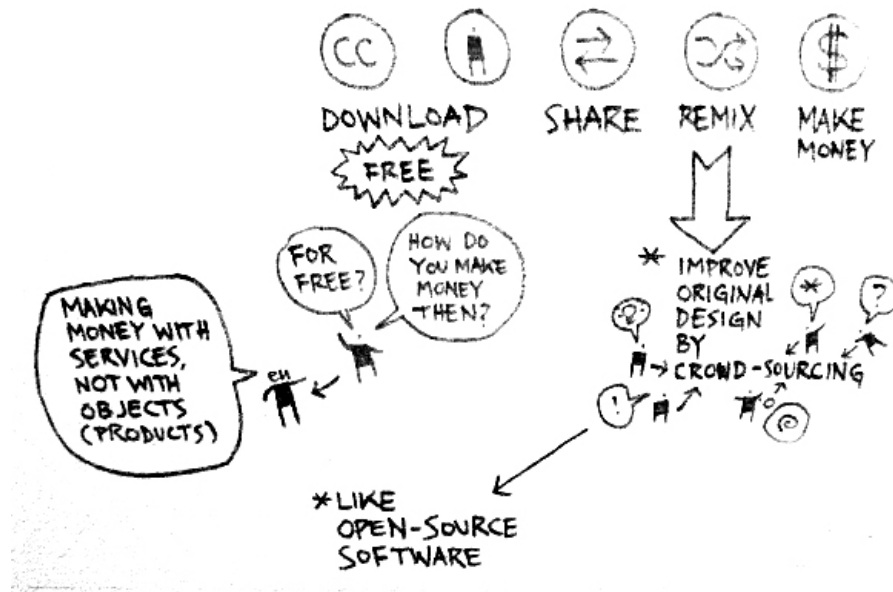 CC
$
DOWNLOAD SHARE REMIX MAKE
MONEY
FREE
FOR
FREE?
HOW DO
YOU MAKE
MONEY
THEN?
MAKING
MONEY WITH
SERVICES,
NOT WITH
OBJECTS
(PRODUCTS)
* IMPROVE
ORIGINAL
DESIGN
BY
CROWD-SOURCING
*
?
!
*LIKE
OPEN-SOURCE
SOFTWARE